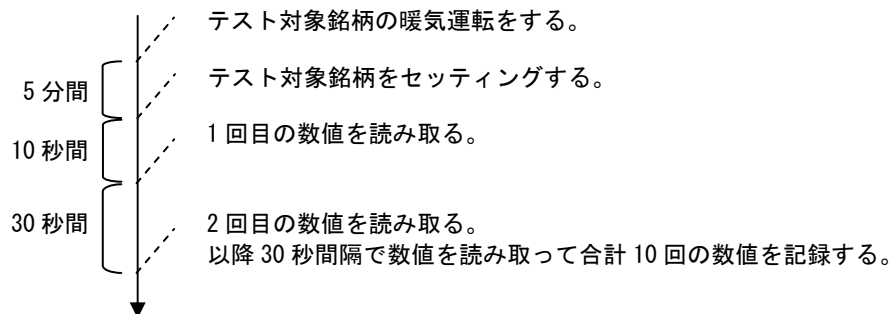 テスト対象銘柄の暖気運転をする。
5 分間
テスト対象銘柄をセッティングする。
10 秒間
1 回目の数値を読み取る。
30 秒間
2 回目の数値を読み取る。
以降 30 秒間隔で数値を読み取って合計 10 回の数値を記録する。